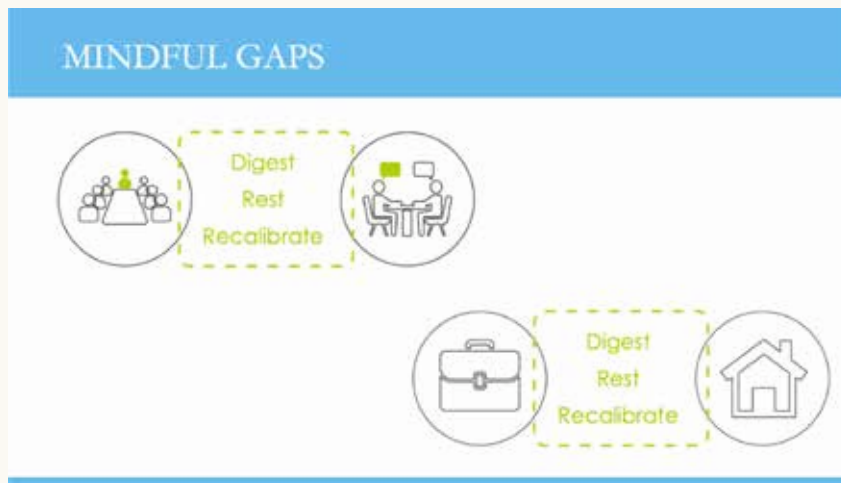 MINDFUL GAPS
Digest
Rest
Recalibrate
Digest
Rest
Recalibrate